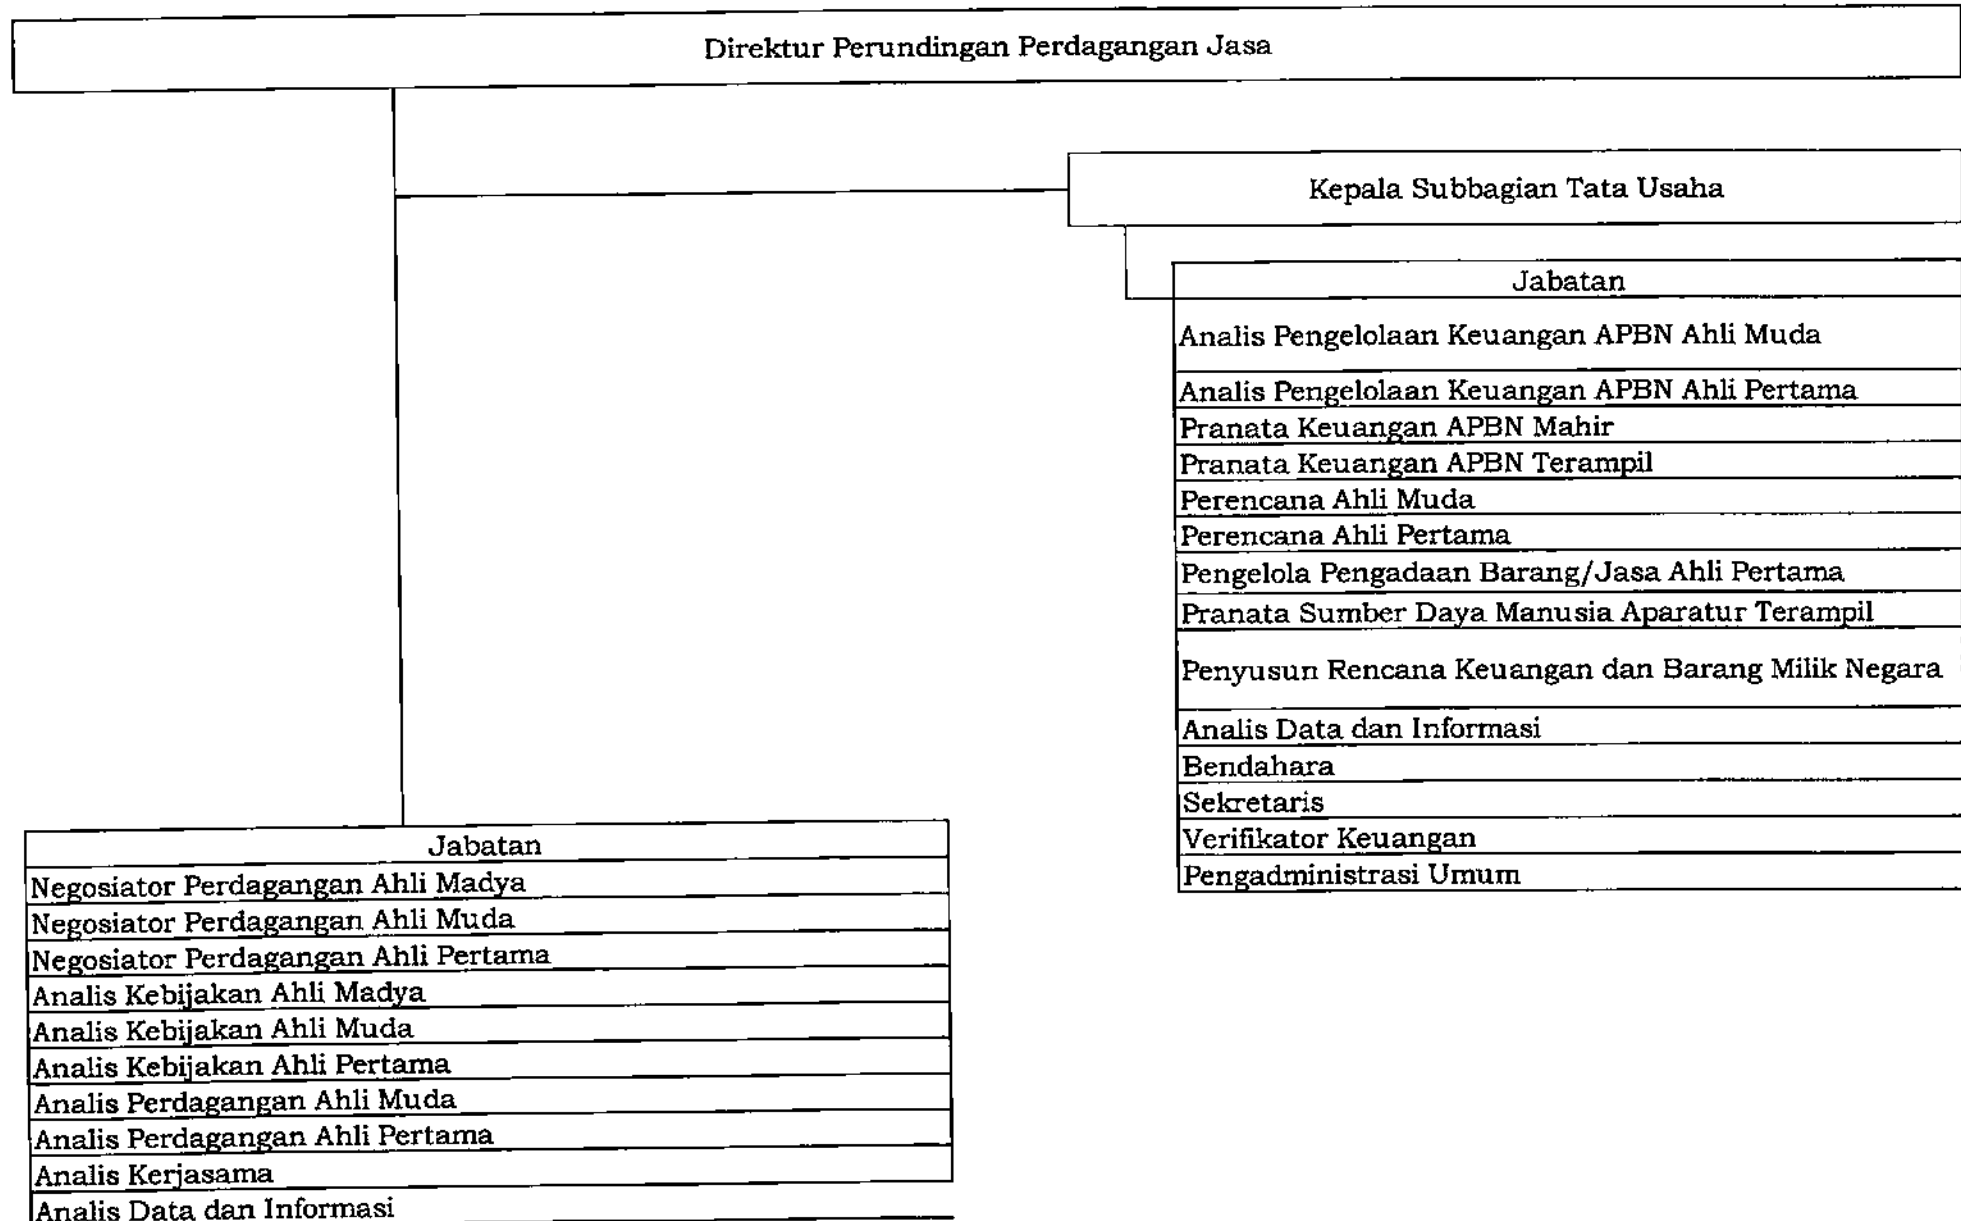 Direktur Perundingan Perdagangan Jasa
Kepala Subbagian Tata Usaha
Jabatan
Analis Pengelolaan Keuangan APBN Ahli Muda
Analis Pengelolaan Keuangan APBN Ahli Pertama
Pranata Keuangan APBN Mahir
Pranata Keuangan APBN Terampil
Perencana Ahli Muda
Perencana Ahli Pertama
Pengelola Pengadaan Barang/Jasa Ahli Pertama
Pranata Sumber Daya Manusia Aparatur Terampil
Penyusun Rencana Keuangan dan Barang Milik Negara
Analis Data dan Informasi
Bendahara
Sekretaris
Verifikator Keuangan
Pengadministrasi Umum
Jabatan
Negosiator Perdagangan Ahli Madya
Negosiator Perdagangan Ahli Muda
Negosiator Perdagangan Ahli Pertama
Analis Kebijakan Ahli Madya
Analis Kebijakan Ahli Muda
Analis Kebijakan Ahli Pertama
Analis Perdagangan Ahli Muda
Analis Perdagangan Ahli Pertama
Analis Kerjasama
Analis Data dan Informasi